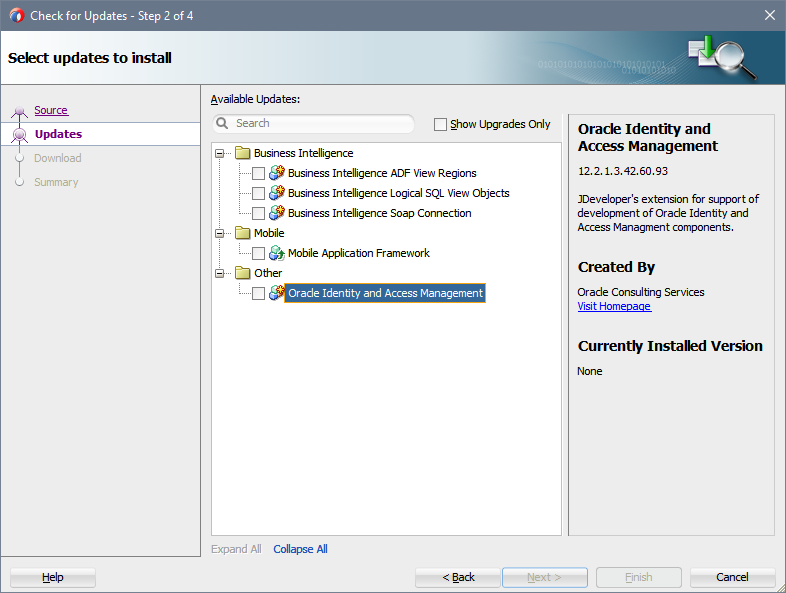 Check for Updates - Step 2 of 4
Select updates to install
Source
Updates
Download
Summary
Available Updates:
Search
Show Upgrades Only
Business Intelligence
Business Intelligence ADF View Regions
Business Intelligence Logical SQL View Objects
Business Intelligence Soap Connection
Mobile
Mobile Application Framework
Other
Oracle Identity and Access Management
Expand All
Collapse All
Oracle Identity and
Access Management
12.2.1.3.42.60.93
JDeveloper's extension for support of
development of Oracle Identity and
Access Managment components.
Created By
Oracle Consulting Services
Visit Homepage
Currently Installed Version
None
Help
< Back
Next >
Finish
Cancel